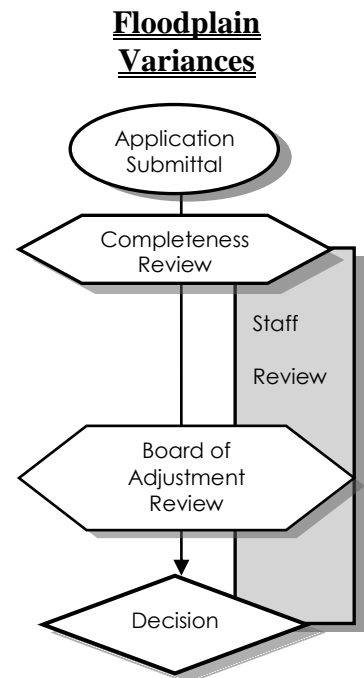 Floodplain
Variances
Application
Submittal
Completeness
Review
Staff
Review
Board of
Adjustment
Review
Decision